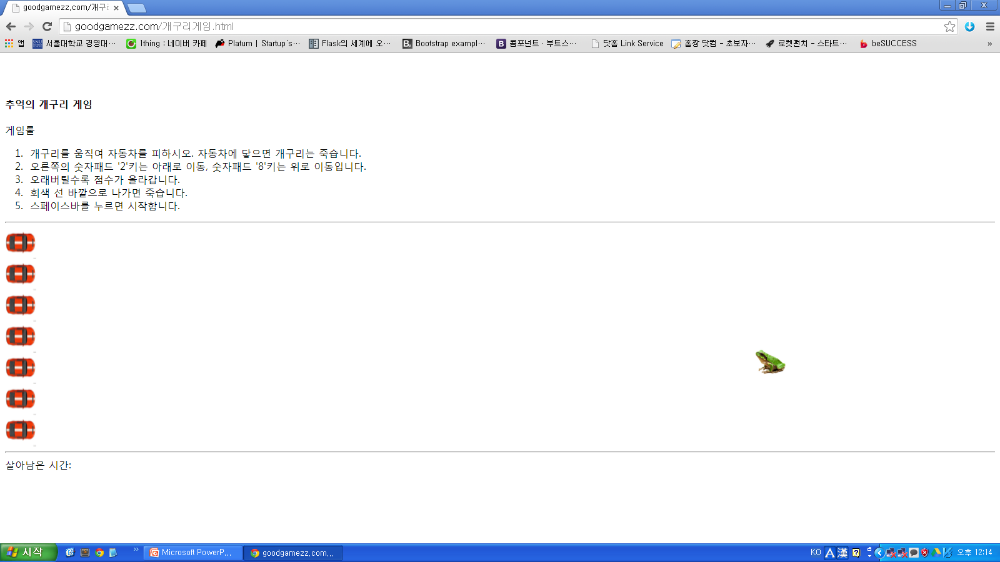 goodgamezz.com/개구리
goodgamezz.com/개구리게임.html
앱 서울대학교 경영대… 1thing : 네이버 카페 Platum | Startup's… Flask의 세계에 오… Bootstrap exampl… 콤포넌트 · 부트스… 닷홈 Link Service 홈짱 닷컴 - 초보자… 로켓펀치 - 스타트… beSUCCESS »
추억의 개구리 게임
게임룰
1. 개구리를 움직여 자동차를 피하시오. 자동차에 닿으면 개구리는 죽습니다.
2. 오른쪽의 숫자패드 '2'키는 아래로 이동, 숫자패드 '8'키는 위로 이동입니다.
3. 오래버틸수록 점수가 올라갑니다.
4. 회색 선 바깥으로 나가면 죽습니다.
5. 스페이스바를 누르면 시작합니다.
살아남은 시간:
시작 » Microsoft PowerP... goodgamezz,com,.. KO A 漢 오후 12:14